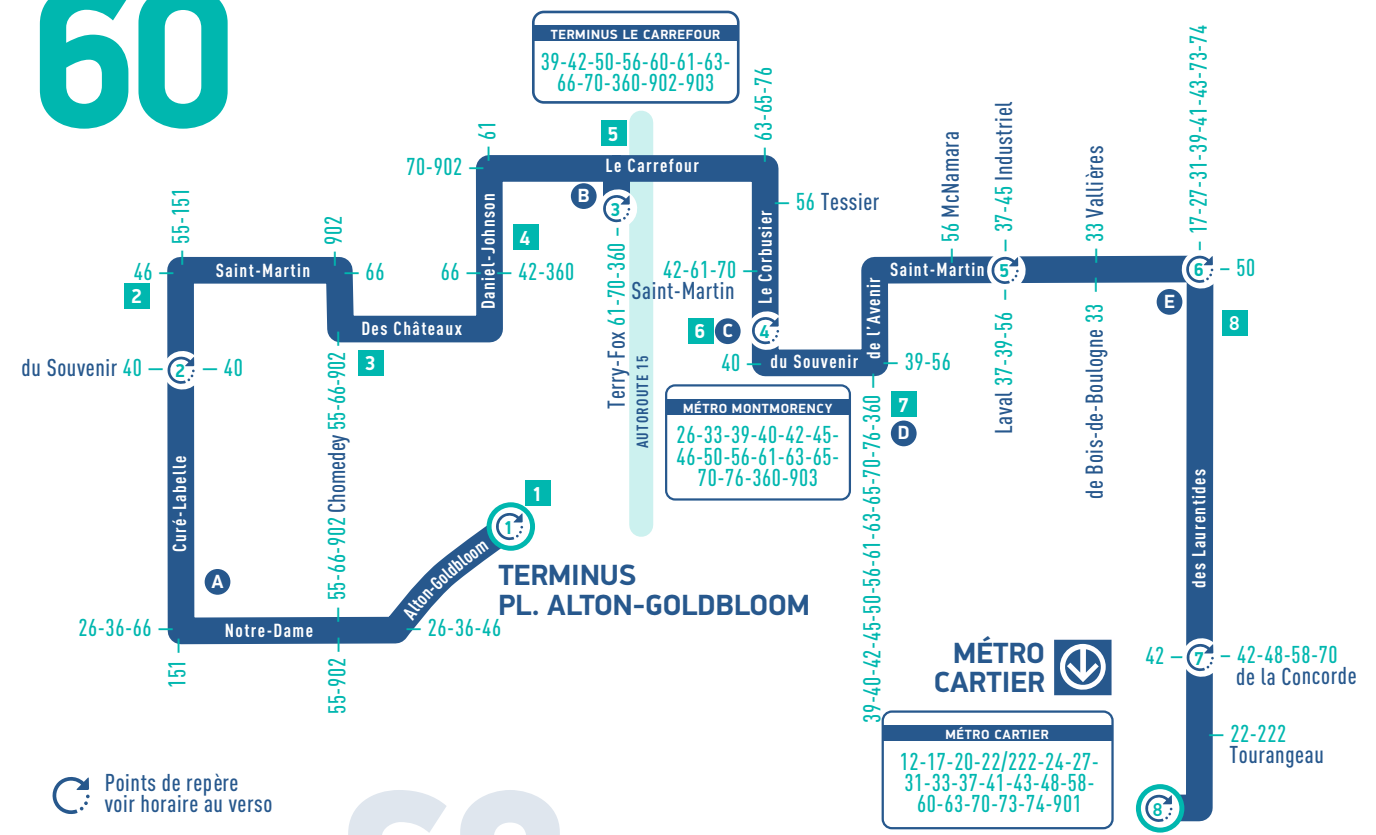 60
TERMINUS LE CARREFOUR
39-42-50-56-60-61-63-
66-70-360-902-903
5
Le Carrefour
B
3
61
70-902
63-65-76
56 Tessier
Le Corbusier
42-61-70
Saint-Martin
6
C
4
40
du Souvenir
de l'Avenir
39-56
7
D
39-40-42-45-50-56-61-63-65-70-76-360
55-151
46
2
Saint-Martin
902
66
Des Châteaux
3
Daniel-Johnson
4
66
42-360
Terry-Fox 61-70-360
AUTOROUTE 15
du Souvenir 40
2
40
Curé-Labelle
A
26-36-66
151
Notre-Dame
55-66-902 Chomedey 55-66-902
55-902
26-36-46
Alton-Goldbloom
1
1
TERMINUS
PL. ALTON-GOLDBLOOM
MÉTRO MONTMORENCY
26-33-39-40-42-45-
46-50-56-61-63-65-
70-76-360-903
Saint-Martin
56 McNamara
37-45 Industriel
5
Laval 37-39-56
33 Vallières
de Bois-de-Boulogne 33
17-27-31-39-41-43-73-74
6
50
E
8
des Laurentides
42
7
42-48-58-70
de la Concorde
22-222
Tourangeau
8
MÉTRO
CARTIER
MÉTRO CARTIER
12-17-20-22/222-24-27-
31-33-37-41-43-48-58-
60-63-70-73-74-901
Points de repère
voir horaire au verso